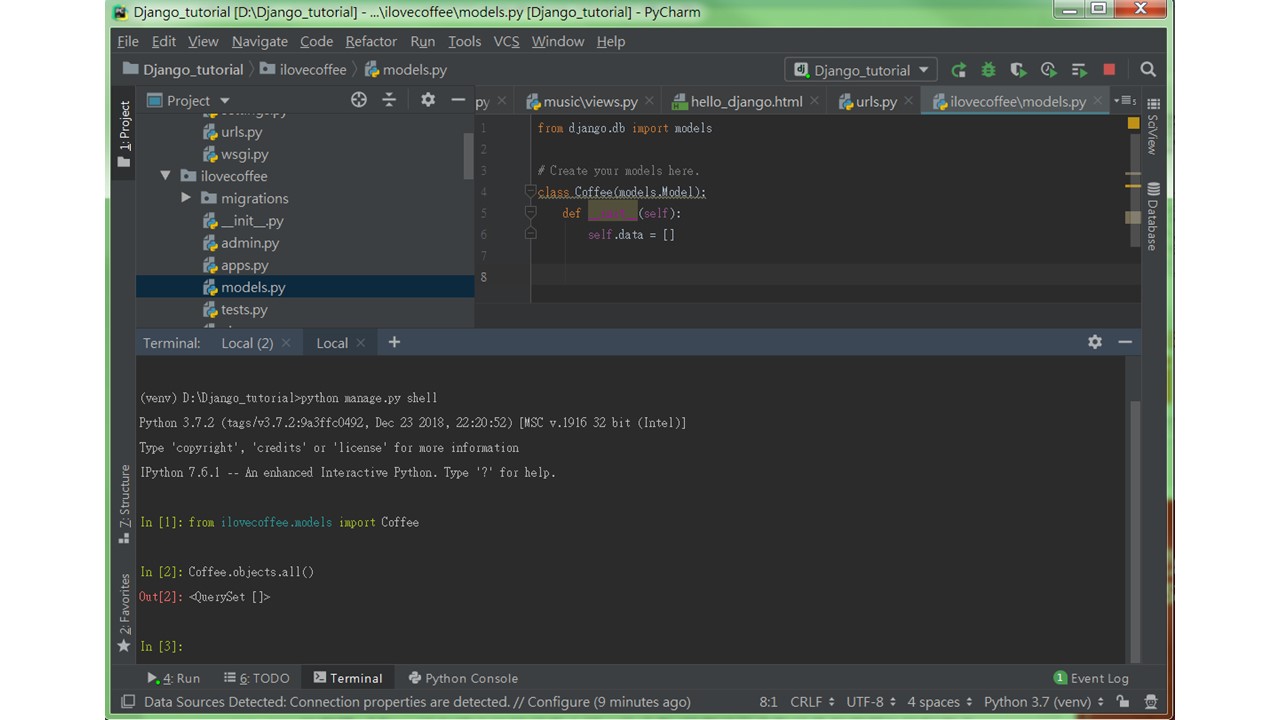 Django_tutorial [D:\Django_tutorial] - ...\ilovecoffee\models.py [Django_tutorial] - PyCharm
File Edit View Navigate Code Refactor Run Tools VCS Window Help
Django_tutorial ilovecoffee models.py Django_tutorial
Project py music\views.py hello_django.html urls.py ilovecoffee\models.py 5
1: Project
urls.py
wsgi.py
ilovecoffee
migrations
__init__.py
admin.py
apps.py
models.py
tests.py
1 from django.db import models
2
3 # Create your models here.
4 class Coffee(models.Model):
5 def (self):
6 self.data = []
7
8
SciView
Database
Terminal: Local (2) Local +
(venv) D:\Django_tutorial>python manage.py shell
Python 3.7.2 (tags/v3.7.2:9a3ffc0492, Dec 23 2018, 22:20:52) [MSC v.1916 32 bit (Intel)]
Type 'copyright', 'credits' or 'license' for more information
IPython 7.6.1 -- An enhanced Interactive Python. Type '?' for help.
In [1]: from ilovecoffee.models import Coffee
In [2]: Coffee.objects.all()
Out[2]: <QuerySet []>
In [3]:
7: Structure
2: Favorites
4: Run 6: TODO Terminal Python Console 1 Event Log
Data Sources Detected: Connection properties are detected. // Configure (9 minutes ago) 8:1 CRLF UTF-8 4 spaces Python 3.7 (venv)